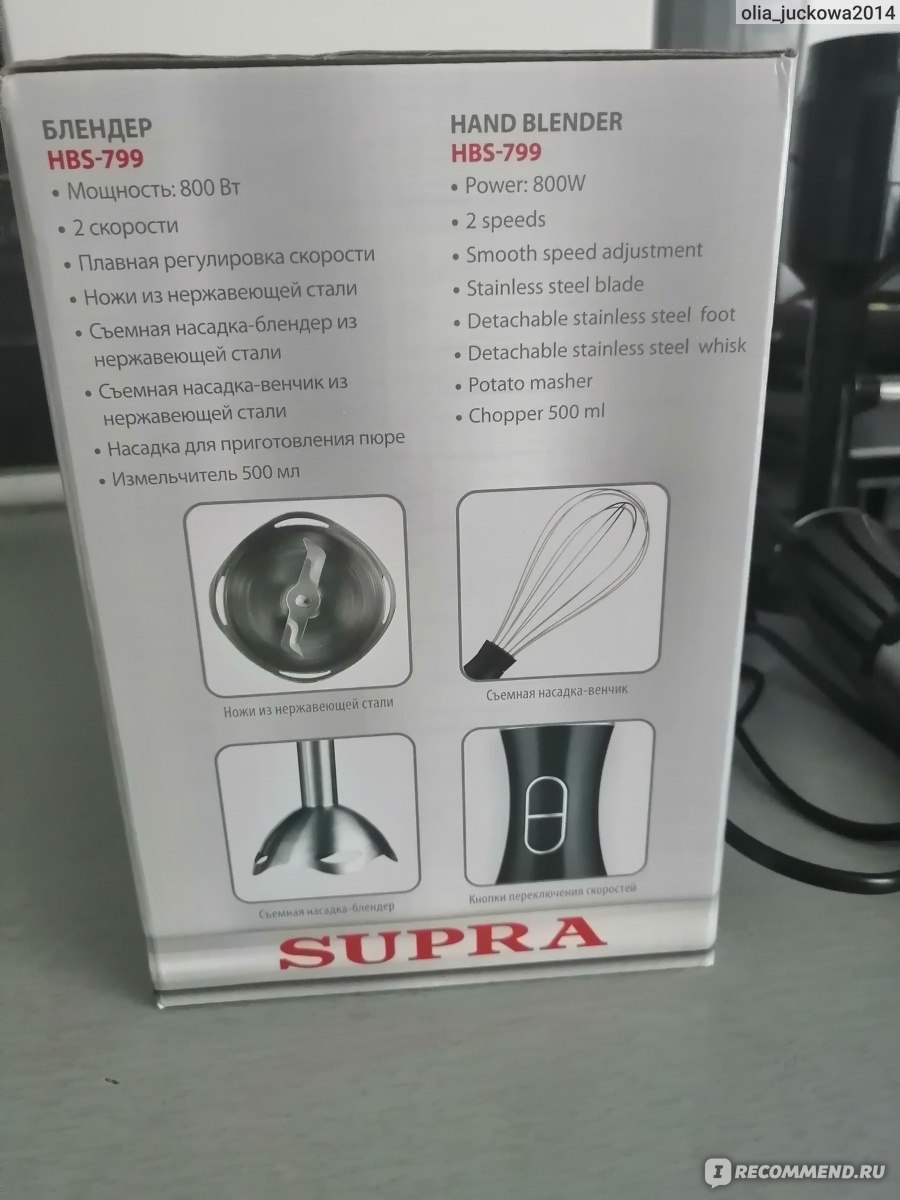 olia_juckowa2014
БЛЕНДЕР
HBS-799
• Мощность: 800 Вт
• 2 скорости
• Плавная регулировка скорости
• Ножи из нержавеющей стали
• Съемная насадка-блендер из
нержавеющей стали
• Съемная насадка-венчик из
нержавеющей стали
• Насадка для приготовления пюре
• Измельчитель 500 мл
HAND BLENDER
HBS-799
• Power: 800W
• 2 speeds
• Smooth speed adjustment
• Stainless steel blade
• Detachable stainless steel foot
• Detachable stainless steel whisk
• Potato masher
• Chopper 500 ml
Ножи из нержавеющей стали
Съемная насадка-венчик
Съемная насадка-блендер
Кнопки переключения скоростей
SUPRA
IRECOMMEND.RU